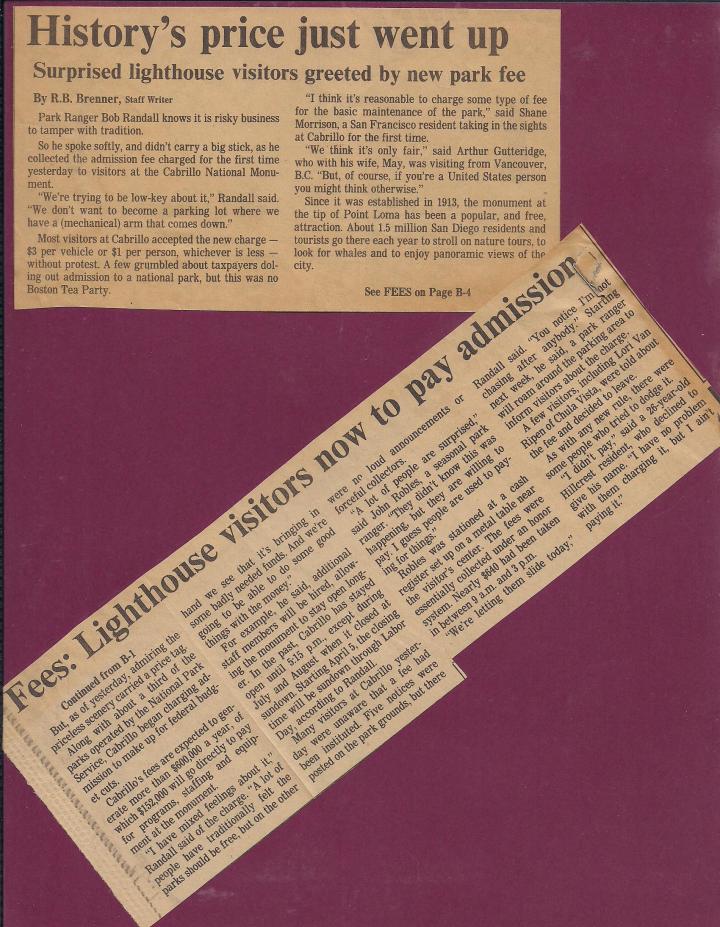 History's price just went up
Surprised lighthouse visitors greeted by new park fee
By R.B. Brenner, Staff Writer
Park Ranger Bob Randall knows it is risky business
to tamper with tradition.
So he spoke softly, and didn't carry a big stick, as he
collected the admission fee charged for the first time
yesterday to visitors at the Cabrillo National Monu-
ment.
"We're trying to be low-key about it," Randall said.
"We don't want to become a parking lot where we
have a (mechanical) arm that comes down."
Most visitors at Cabrillo accepted the new charge —
$3 per vehicle or $1 per person, whichever is less —
without protest. A few grumbled about taxpayers dol-
ing out admission to a national park, but this was no
Boston Tea Party.
"I think it's reasonable to charge some type of fee
for the basic maintenance of the park," said Shane
Morrison, a San Francisco resident taking in the sights
at Cabrillo for the first time.
"We think it's only fair," said Arthur Gutteridge,
who with his wife, May, was visiting from Vancouver,
B.C. "But, of course, if you're a United States person
you might think otherwise."
Since it was established in 1913, the monument at
the tip of Point Loma has been a popular, and free,
attraction. About 1.5 million San Diego residents and
tourists go there each year to stroll on nature tours, to
look for whales and to enjoy panoramic views of the
city.
See FEES on Page B-4
Fees: Lighthouse visitors now to pay admission
Continued from B-1
But, as of yesterday, admiring the
priceless scenery carried a price tag.
Along with about a third of the
parks operated by the National Park
Service, Cabrillo began charging ad-
mission to make up for federal budg-
et cuts.
Cabrillo's fees are expected to gen-
erate more than $600,000 a year, of
which $152,000 will go directly to pay
for programs, staffing and equip-
ment at the monument.
"I have mixed feelings about it,"
Randall said of the charge. "A lot of
people have traditionally felt the
parks should be free, but on the other
hand we see that it's bringing in
some badly needed funds. And we're
going to be able to do some good
things with the money."
For example, he said, additional
staff members will be hired, allow-
ing the monument to stay open long-
er. In the past, Cabrillo has stayed
open until 5:15 p.m., except during
July and August when it closed at
sundown. Starting April 5, the closing
time will be sundown through Labor
Day, according to Randall.
Many visitors at Cabrillo yester-
day were unaware that a fee had
been instituted. Five notices were
posted on the park grounds, but there
were no loud announcements or
forceful collectors.
"A lot of people are surprised,"
said John Robles, a seasonal park
ranger. "They didn't know this was
happening, but they are willing to
pay. I guess people are used to pay-
ing for things."
Robles was stationed at a cash
register set up on a metal table near
the visitor's center. The fees were
essentially collected under an honor
system. Nearly $640 had been taken
in between 9 a.m. and 3 p.m.
"We're letting them slide today,"
Randall said. "You notice I'm not
chasing after anybody." Starting
next week, he said, a park ranger
will roam around the parking area to
inform visitors about the charge.
A few visitors, including Lori Van
Ripen of Chula Vista, were told about
the fee and decided to leave.
As with any new rule, there were
some people who tried to dodge it.
"I didn't pay," said a 26-year-old
Hillcrest resident, who declined to
give his name. "I have no problem
with them charging it, but I ain't
paying it."